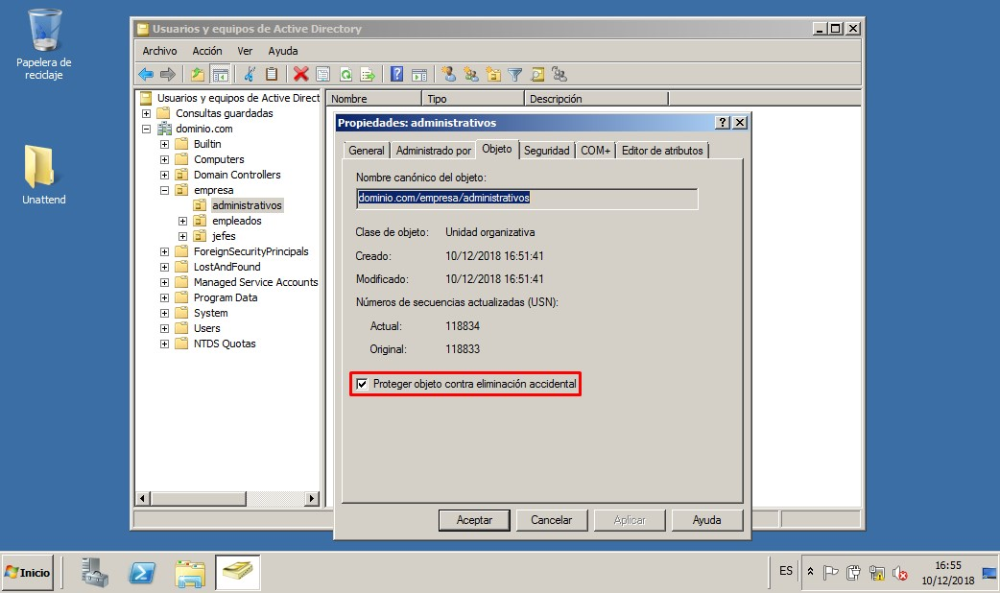 Papelera de
reciclaje
Unattend
Usuarios y equipos de Active Directory
Archivo Acción Ver Ayuda
Usuarios y equipos de Active Direct
Consultas guardadas
dominio.com
Builtin
Computers
Domain Controllers
empresa
administrativos
empleados
jefes
ForeignSecurityPrincipals
LostAndFound
Managed Service Accounts
Program Data
System
Users
NTDS Quotas
Nombre Tipo Descripción
Propiedades: administrativos
General Administrado por Objeto Seguridad COM+ Editor de atributos
Nombre canónico del objeto:
dominio.com/empresa/administrativos
Clase de objeto: Unidad organizativa
Creado: 10/12/2018 16:51:41
Modificado: 10/12/2018 16:51:41
Números de secuencias actualizadas (USN):
Actual: 118834
Original: 118833
Proteger objeto contra eliminación accidental
Aceptar Cancelar Aplicar Ayuda
Inicio
ES
16:55
10/12/2018